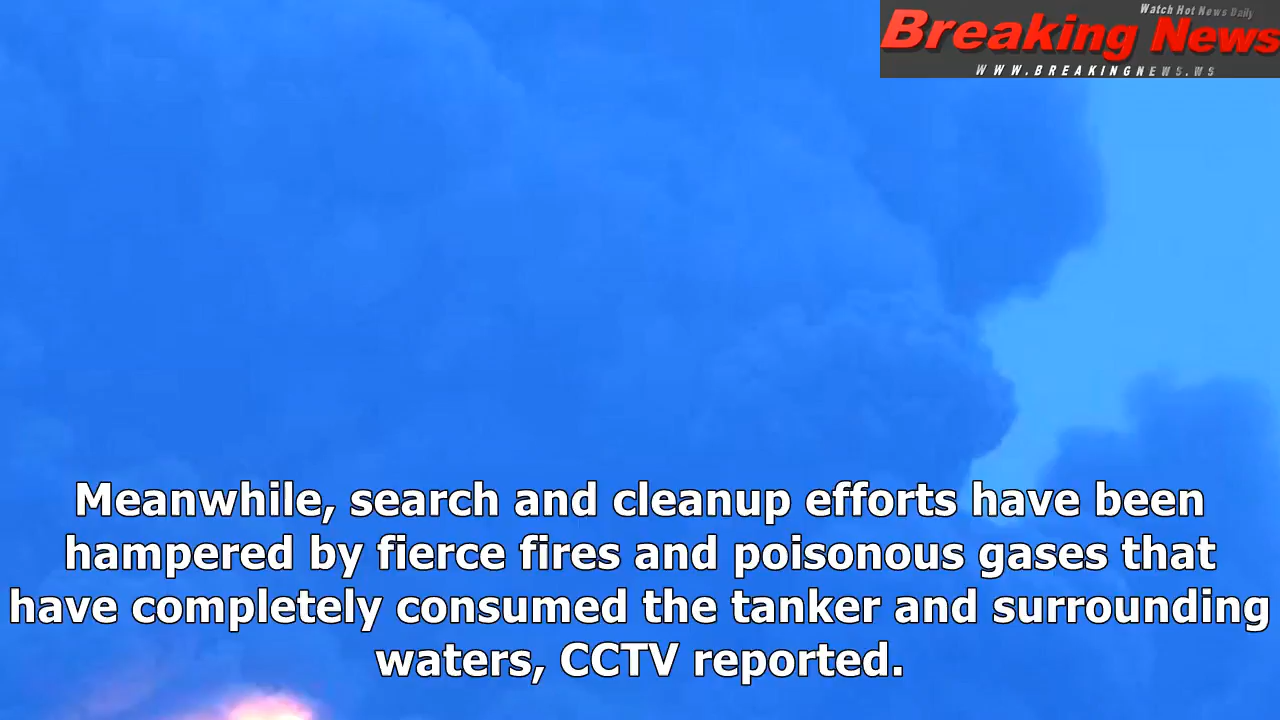 Watch Hot News Daily
Breaking News
WWW.BREAKINGNEWS.WS
Meanwhile, search and cleanup efforts have been
hampered by fierce fires and poisonous gases that
have completely consumed the tanker and surrounding
waters, CCTV reported.